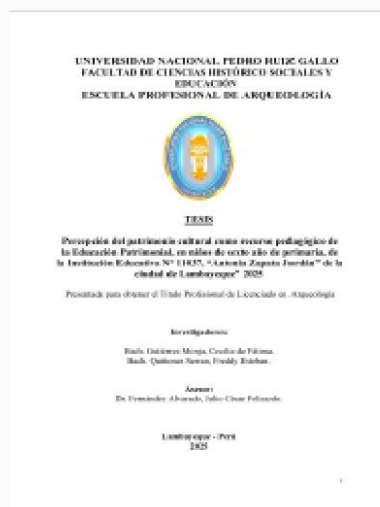 UNIVERSIDAD NACIONAL PEDRO RUIZ GALLO
FACULTAD DE CIENCIAS HISTÓRICO SOCIALES Y
EDUCACIÓN
ESCUELA PROFESIONAL DE ARQUEOLOGÍA
TESIS
Percepción del patrimonio cultural como recurso pedagógico de
la Educación Patrimonial, en niños de sexto año de primaria, de
la Institución Educativa N° 11037, “Antonia Zapata Jordán” de la
ciudad de Lambayeque” 2025
Presentada para obtener el Título Profesional de Licenciado en Arqueología
Investigadores:
Bach. Gutiérrez Monja, Cecilia de Fátima.
Bach. Quiñones Serran, Freddy Esteban.
Asesor:
Dr. Fernández Alvarado, Julio César Felizardo.
Lambayeque - Perú
2025